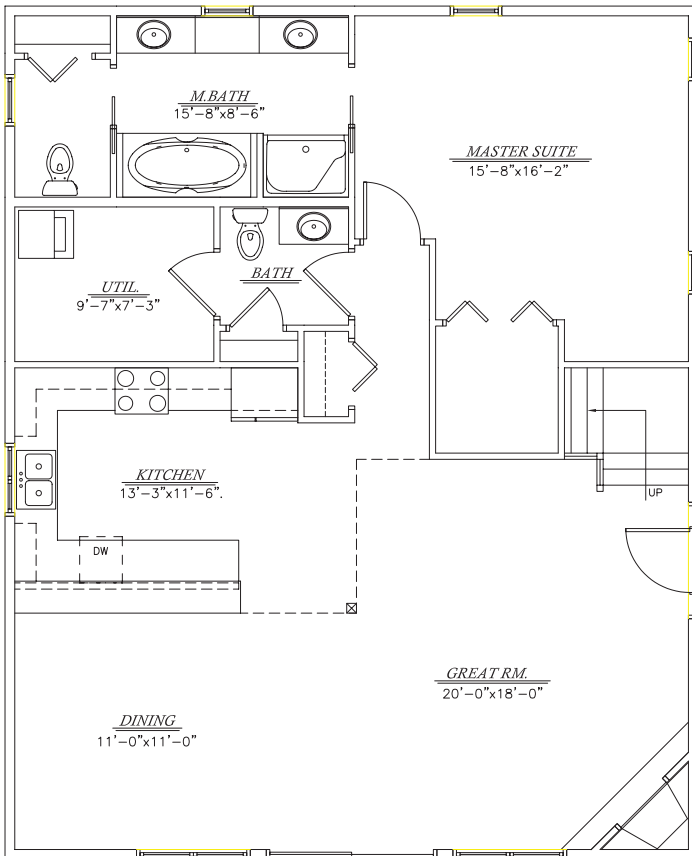 M.BATH
15'-8"x8'-6"
MASTER SUITE
15'-8"x16'-2"
UTIL.
9'-7"x7'-3"
BATH
KITCHEN
13'-3"x11'-6".
UP
DW
GREAT RM.
20'-0"x18'-0"
DINING
11'-0"x11'-0"